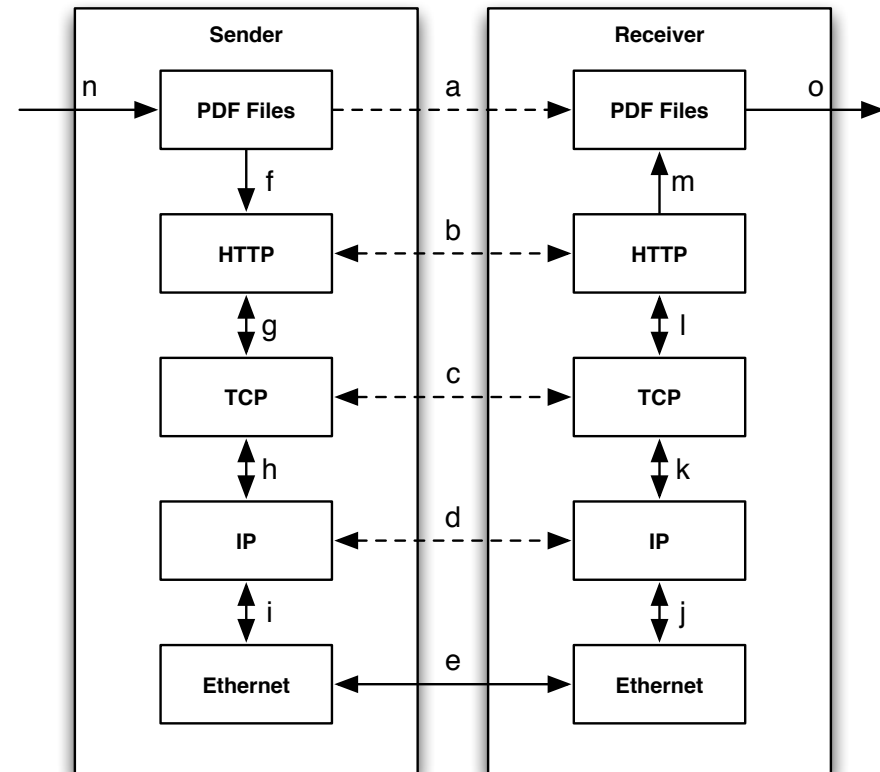 Sender
Receiver
n
PDF Files
a
PDF Files
o
f
m
HTTP
b
HTTP
g
l
TCP
c
TCP
h
k
IP
d
IP
i
j
Ethernet
e
Ethernet